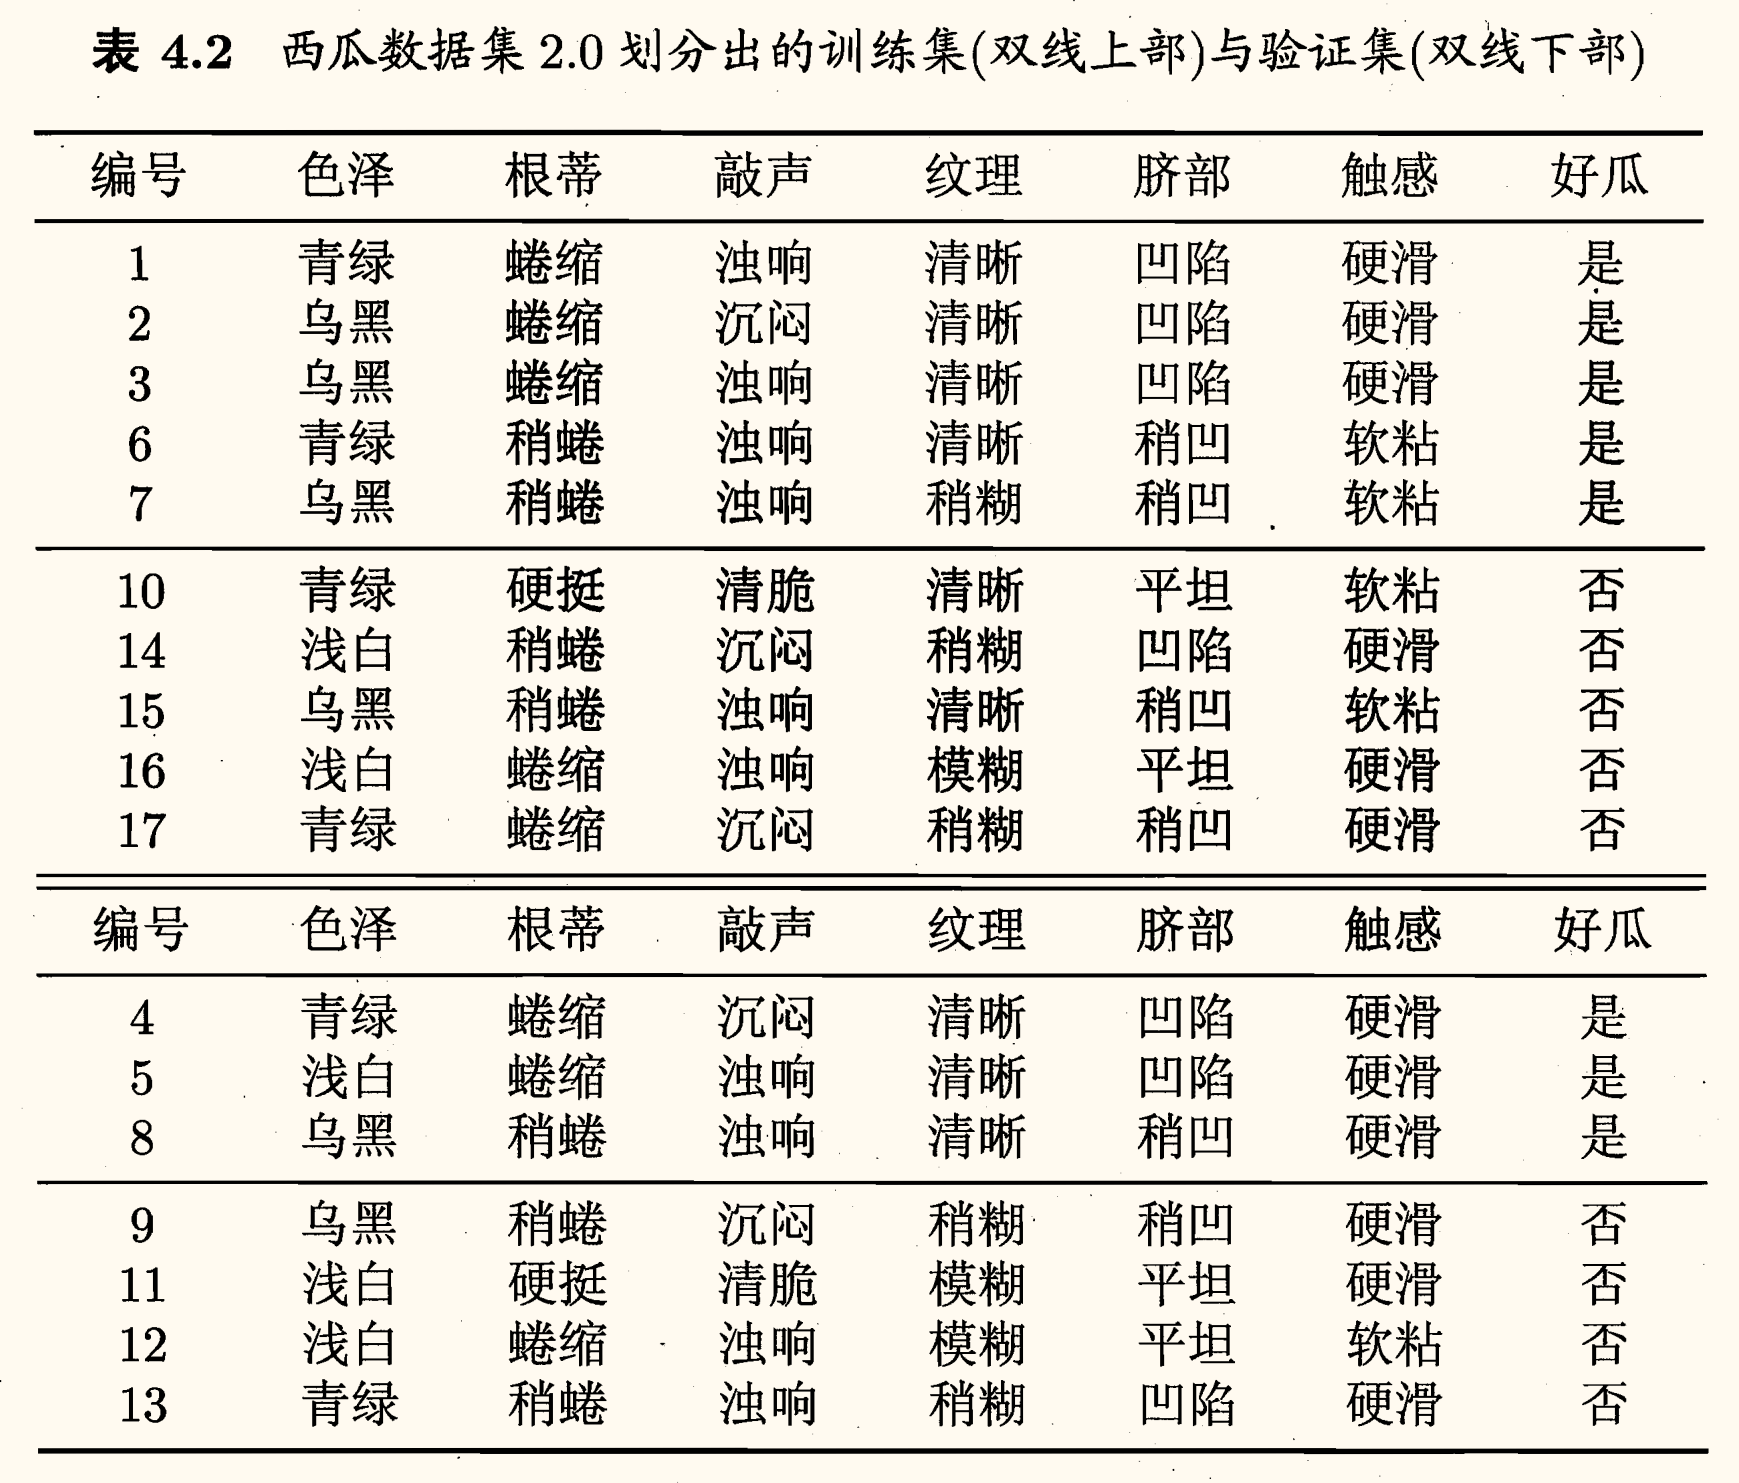 表 4.2 西瓜数据集 2.0 划分出的训练集(双线上部)与验证集(双线下部)
编号 色泽 根蒂 敲声 纹理 脐部 触感 好瓜
1 青绿 蜷缩 浊响 清晰 凹陷 硬滑 是
2 乌黑 蜷缩 沉闷 清晰 凹陷 硬滑 是
3 乌黑 蜷缩 浊响 清晰 凹陷 硬滑 是
6 青绿 稍蜷 浊响 清晰 稍凹 软粘 是
7 乌黑 稍蜷 浊响 稍糊 稍凹 软粘 是
10 青绿 硬挺 清脆 清晰 平坦 软粘 否
14 浅白 稍蜷 沉闷 稍糊 凹陷 硬滑 否
15 乌黑 稍蜷 浊响 清晰 稍凹 软粘 否
16 浅白 蜷缩 浊响 模糊 平坦 硬滑 否
17 青绿 蜷缩 沉闷 稍糊 稍凹 硬滑 否
编号 色泽 根蒂 敲声 纹理 脐部 触感 好瓜
4 青绿 蜷缩 沉闷 清晰 凹陷 硬滑 是
5 浅白 蜷缩 浊响 清晰 凹陷 硬滑 是
8 乌黑 稍蜷 浊响 清晰 稍凹 硬滑 是
9 乌黑 稍蜷 沉闷 稍糊 稍凹 硬滑 否
11 浅白 硬挺 清脆 模糊 平坦 硬滑 否
12 浅白 蜷缩 浊响 模糊 平坦 软粘 否
13 青绿 稍蜷 浊响 稍糊 凹陷 硬滑 否